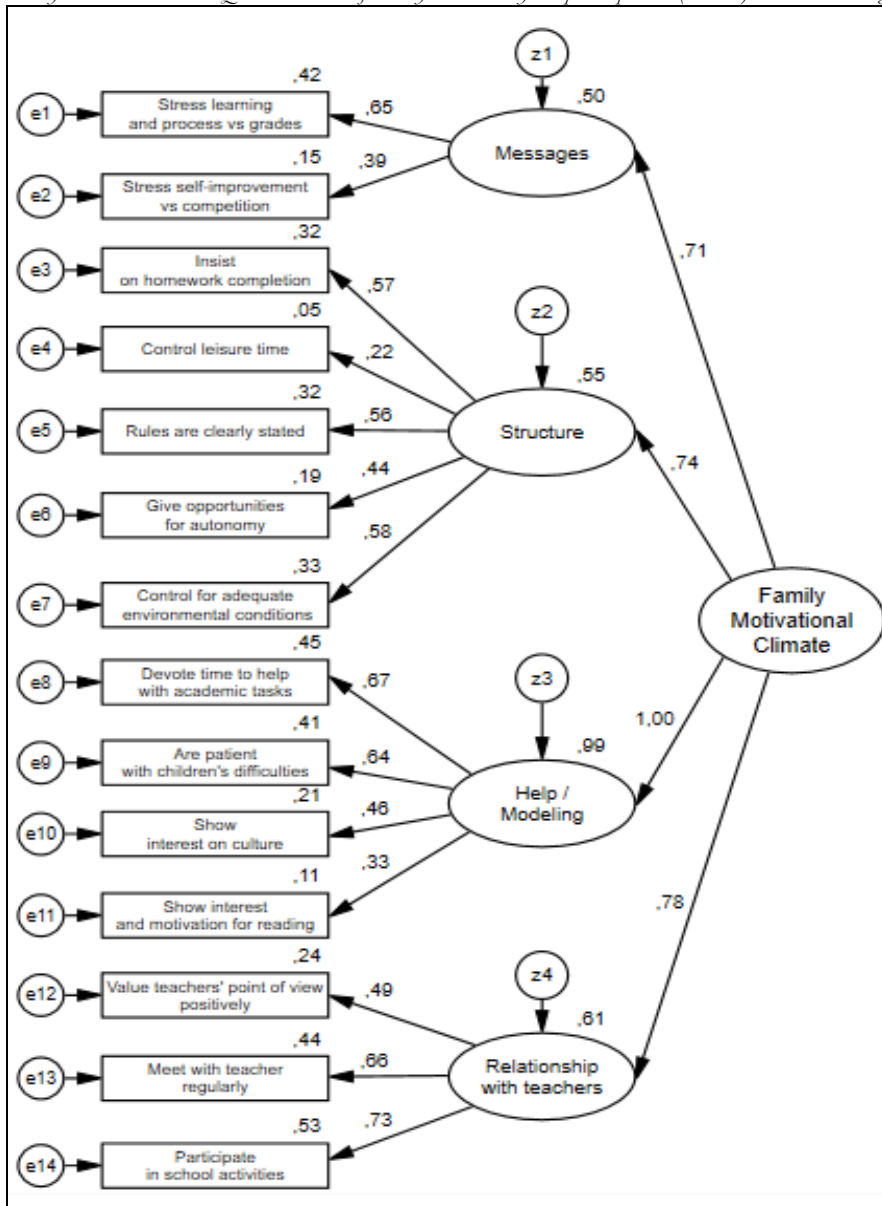 z1
,42
,50
e1
Stress learning
and process vs grades
,65
Messages
,15
,39
e2
Stress self-improvement
vs competition
,32
,71
e3
Insist
on homework completion
,57
z2
,05
e4
Control leisure time
,22
,55
,32
e5
Rules are clearly stated
,56
Structure
,74
,19
,44
e6
Give opportunities
for autonomy
,58
,33
e7
Control for adequate
environmental conditions
Family
Motivational
Climate
,45
e8
Devote time to help
with academic tasks
,67
z3
,41
1,00
,99
e9
Are patient
with children's difficulties
,64
Help /
Modeling
,21
,46
e10
Show
interest on culture
,33
,11
e11
Show interest
and motivation for reading
,78
,24
e12
Value teachers' point of view
positively
,49
z4
,44
,61
e13
Meet with teacher
regularly
,66
Relationship
with teachers
,53
,73
e14
Participate
in school activities